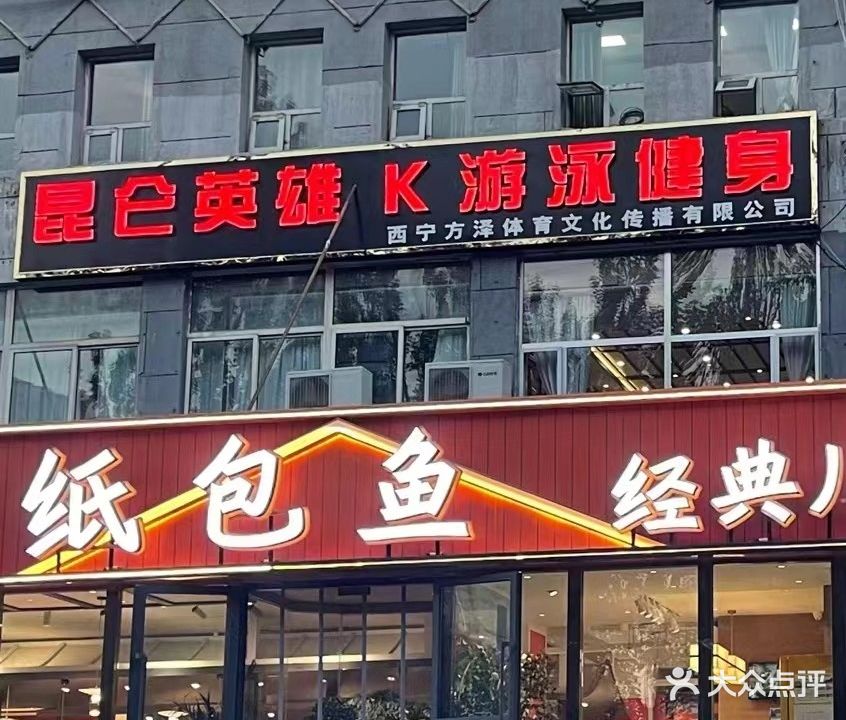 昆仑英雄 K 游泳健身
西宁方泽体育文化传播有限公司
纸包鱼 经典
大众点评